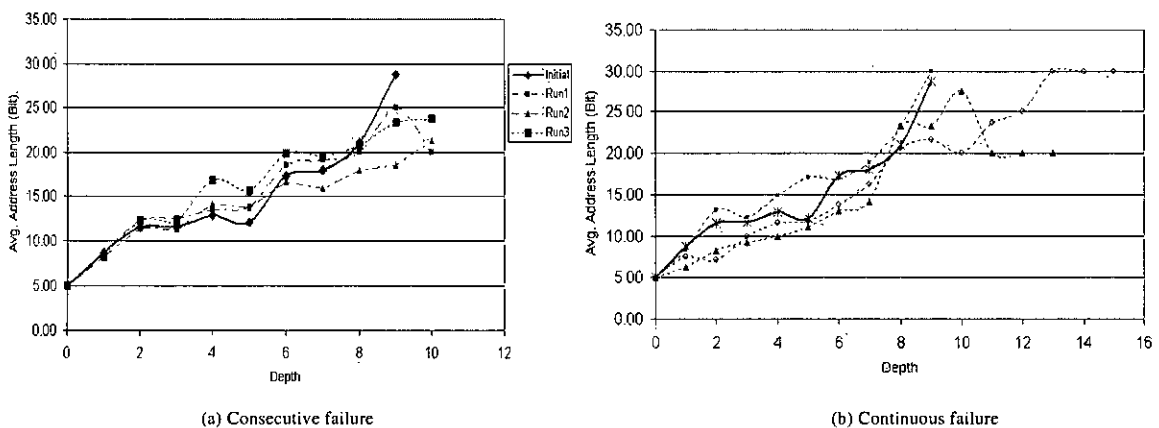 35.00
30.00
25.00
20.00
15.00
10.00
5.00
0.00
Avg. Address Length (Bit).
0 2 4 6 8 10 12
Depth
Initial
Run1
Run2
Run3
(a) Consecutive failure
35.00
30.00
25.00
20.00
15.00
10.00
5.00
0.00
Avg. Address Length (Bit)
0 2 4 6 8 10 12 14 16
Depth
(b) Continuous failure